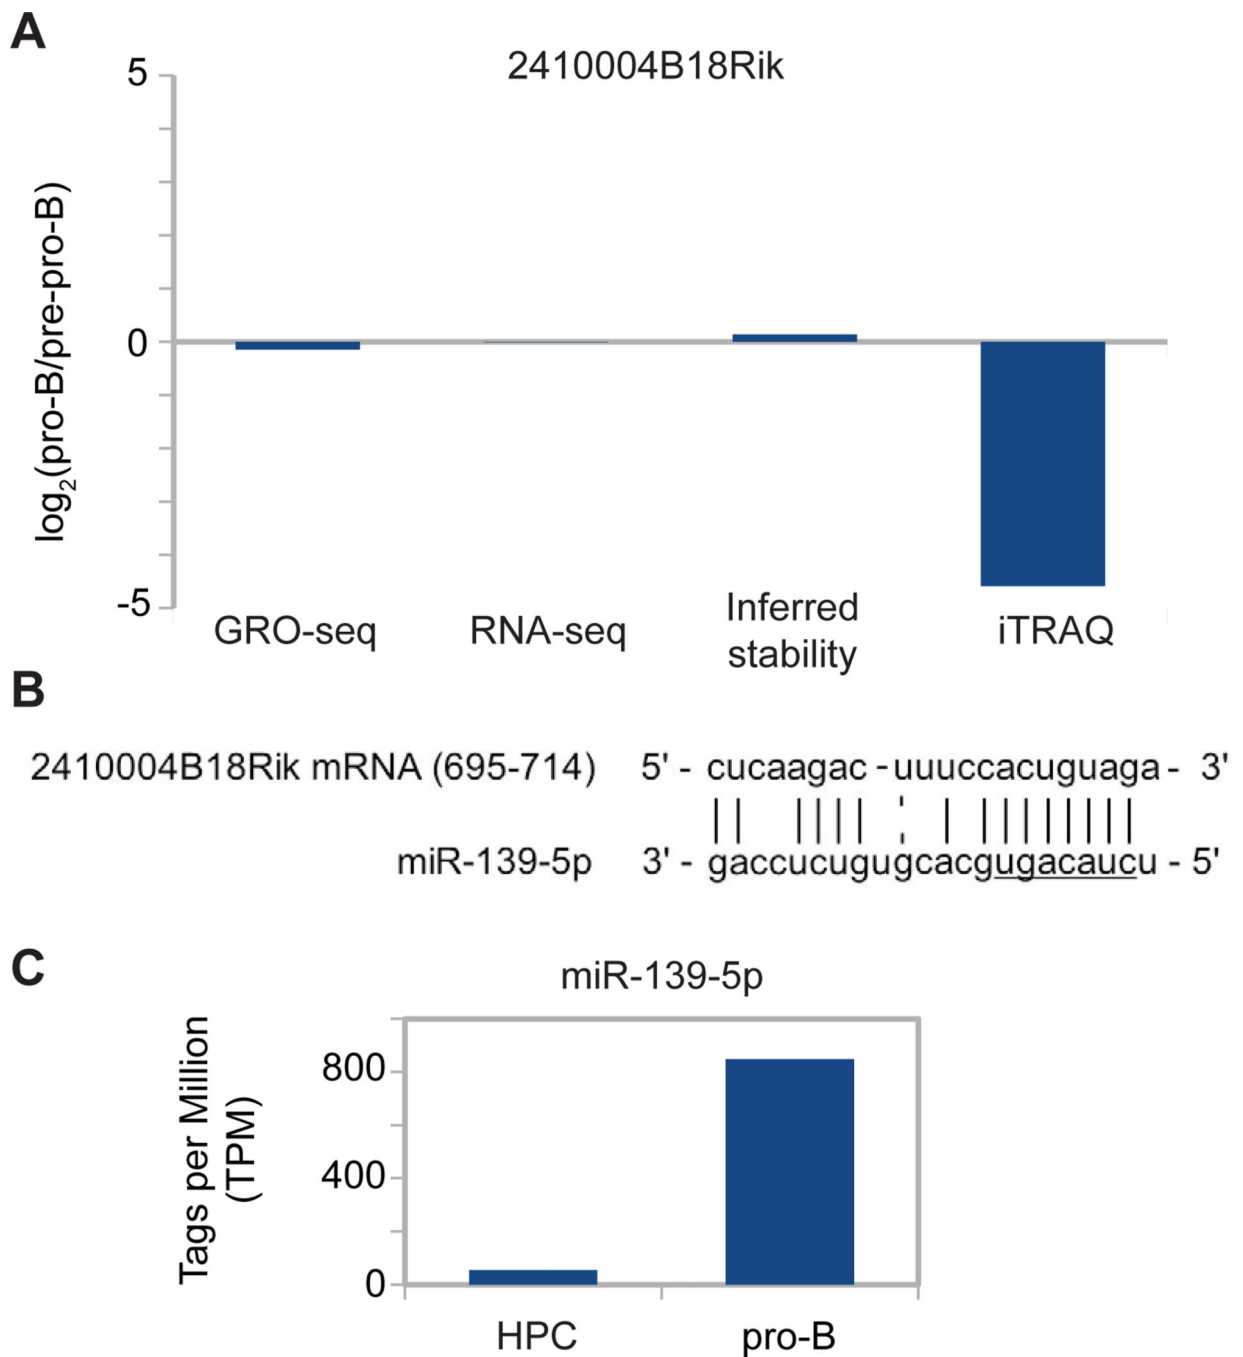 A
2410004B18Rik
5
0
-5
log2(pro-B/pre-pro-B)
GRO-seq
RNA-seq
Inferred
stability
iTRAQ
B
2410004B18Rik mRNA (695-714) 5' - cucaagac -uuuccacuguaga - 3'
miR-139-5p 3' - gaccucugugcacgugacaucu - 5'
C
miR-139-5p
800
400
0
Tags per Million
(TPM)
HPC
pro-B